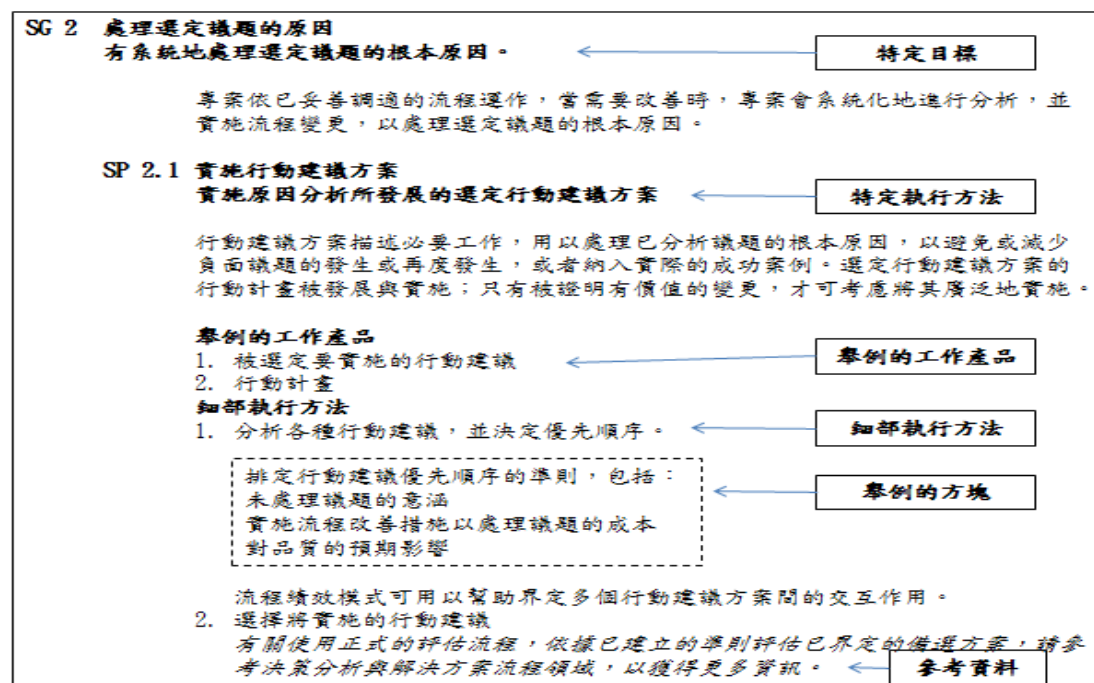 SG 2 處理選定議題的原因
有系統地處理選定議題的根本原因。
特定目標
專案依已妥善調適的流程運作，當需要改善時，專案會系統化地進行分析，並
實施流程變更，以處理選定議題的根本原因。
SP 2.1 實施行動建議方案
實施原因分析所發展的選定行動建議方案
特定執行方法
行動建議方案描述必要工作，用以處理已分析議題的根本原因，以避免或減少
負面議題的發生或再度發生，或者納入實際的成功案例。選定行動建議方案的
行動計畫被發展與實施；只有被證明有價值的變更，才可考慮將其廣泛地實施。
舉例的工作產品
1. 被選定要實施的行動建議
舉例的工作產品
2. 行動計畫
細部執行方法
1. 分析各種行動建議，並決定優先順序。
細部執行方法
排定行動建議優先順序的準則，包括：
未處理議題的意涵
實施流程改善措施以處理議題的成本
對品質的預期影響
舉例的方塊
流程績效模式可用以幫助界定多個行動建議方案間的交互作用。
2. 選擇將實施的行動建議
有關使用正式的評估流程，依據已建立的準則評估已界定的備選方案，請參
考決策分析與解決方案流程領域，以獲得更多資訊。
參考資料